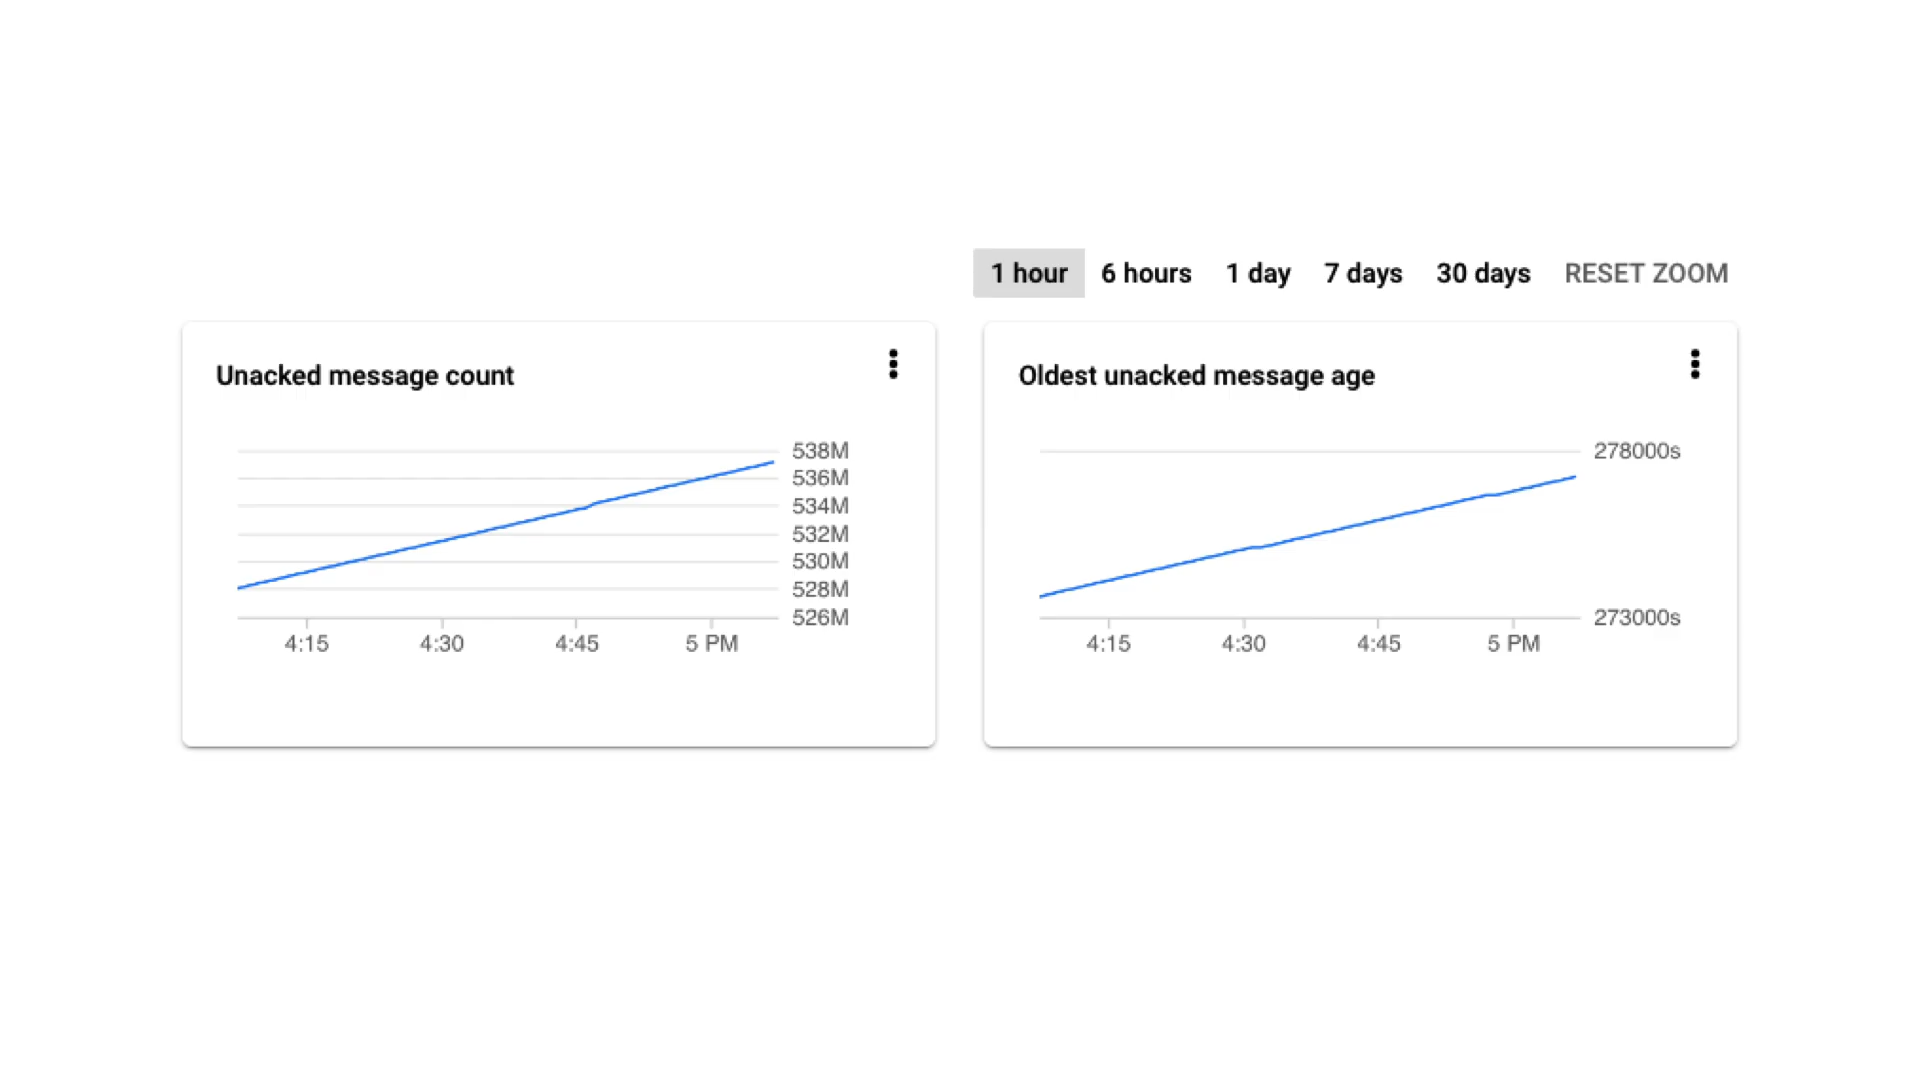 1 hour 6 hours 1 day 7 days 30 days RESET ZOOM
Unacked message count
538M
536M
534M
532M
530M
528M
526M
4:15 4:30 4:45 5 PM
Oldest unacked message age
278000s
273000s
4:15 4:30 4:45 5 PM